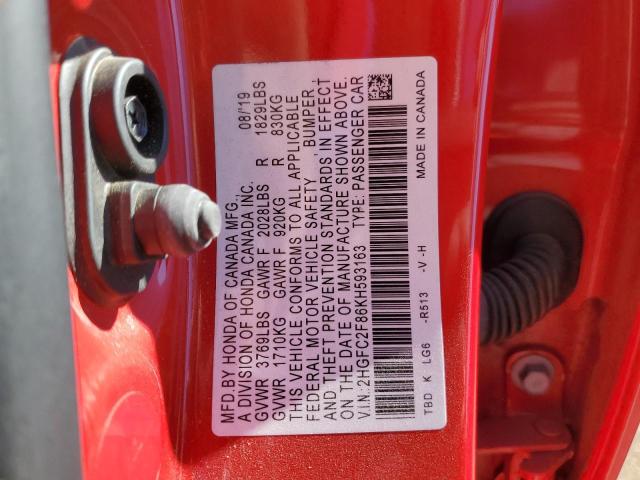 MFD.BY HONDA OF CANADA MFG., 08/19
A DIVISION OF HONDA CANADA INC.
GVWR 3769LBS GAWR F 2028LBS R 1829LBS
GVWR 1710KG GAWR F 920KG R 830KG
THIS VEHICLE CONFORMS TO ALL APPLICABLE
FEDERAL MOTOR VEHICLE SAFETY BUMPER,
AND THEFT PREVENTION STANDARDS IN EFFECT
ON THE DATE OF MANUFACTURE SHOWN ABOVE.
V.I.N.:2HGFC2F86KH593163 TYPE: PASSENGER CAR
TBD K LG6 -R513 -V -H MADE IN CANADA